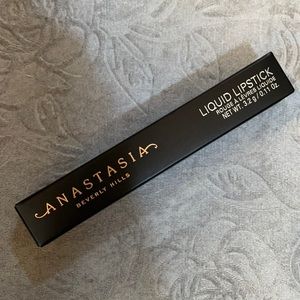 ANASTASIA
BEVERLY HILLS
LIQUID LIPSTICK
ROUGE À LÈVRES LIQUIDE
NET WT. 3.2 g / 0.11 Oz.